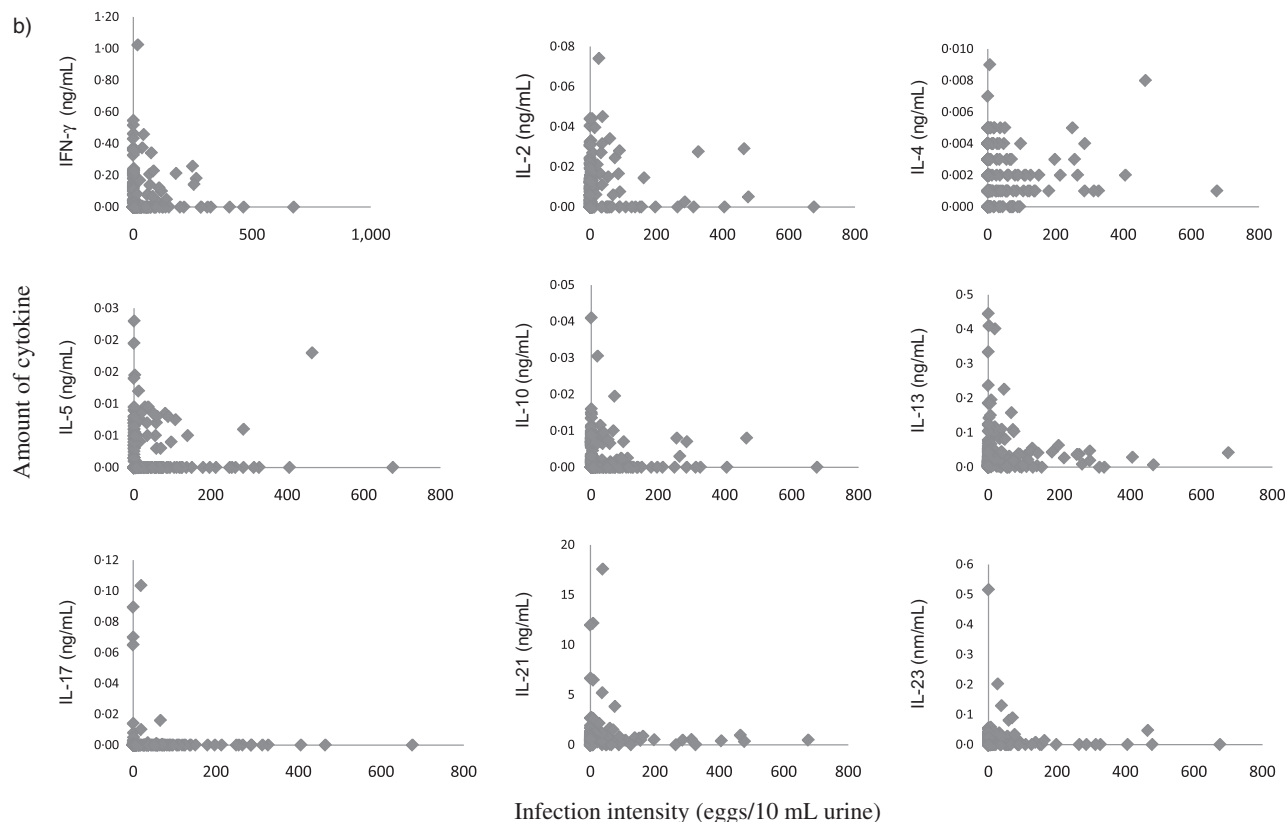 b)
Amount of cytokine
IFN-γ (ng/mL)
1·20
1·00
0·80
0·60
0·40
0·20
0·00
0 500 1,000
IL-2 (ng/mL)
0·08
0·06
0·04
0·02
0·00
0 200 400 600 800
IL-4 (ng/mL)
0·010
0·008
0·006
0·004
0·002
0·000
0 200 400 600 800
IL-5 (ng/mL)
0·03
0·02
0·02
0·01
0·01
0·00
0 200 400 600 800
IL-10 (ng/mL)
0·05
0·04
0·03
0·02
0·01
0·00
0 200 400 600 800
IL-13 (ng/mL)
0·5
0·4
0·3
0·2
0·1
0·0
0 200 400 600 800
IL-17 (ng/mL)
0·12
0·10
0·08
0·06
0·04
0·02
0·00
0 200 400 600 800
IL-21 (ng/mL)
20
15
10
5
0
0 200 400 600 800
IL-23 (nm/mL)
0·6
0·5
0·4
0·3
0·2
0·1
0·0
0 200 400 600 800
Infection intensity (eggs/10 mL urine)